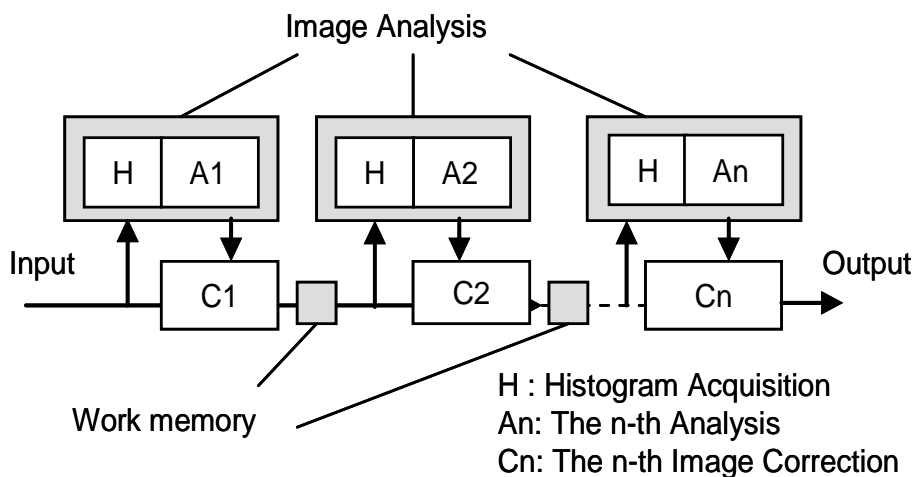 Image Analysis
H A1 H A2 H An
Input Output
C1 C2 Cn
Work memory
H : Histogram Acquisition
An: The n-th Analysis
Cn: The n-th Image Correction